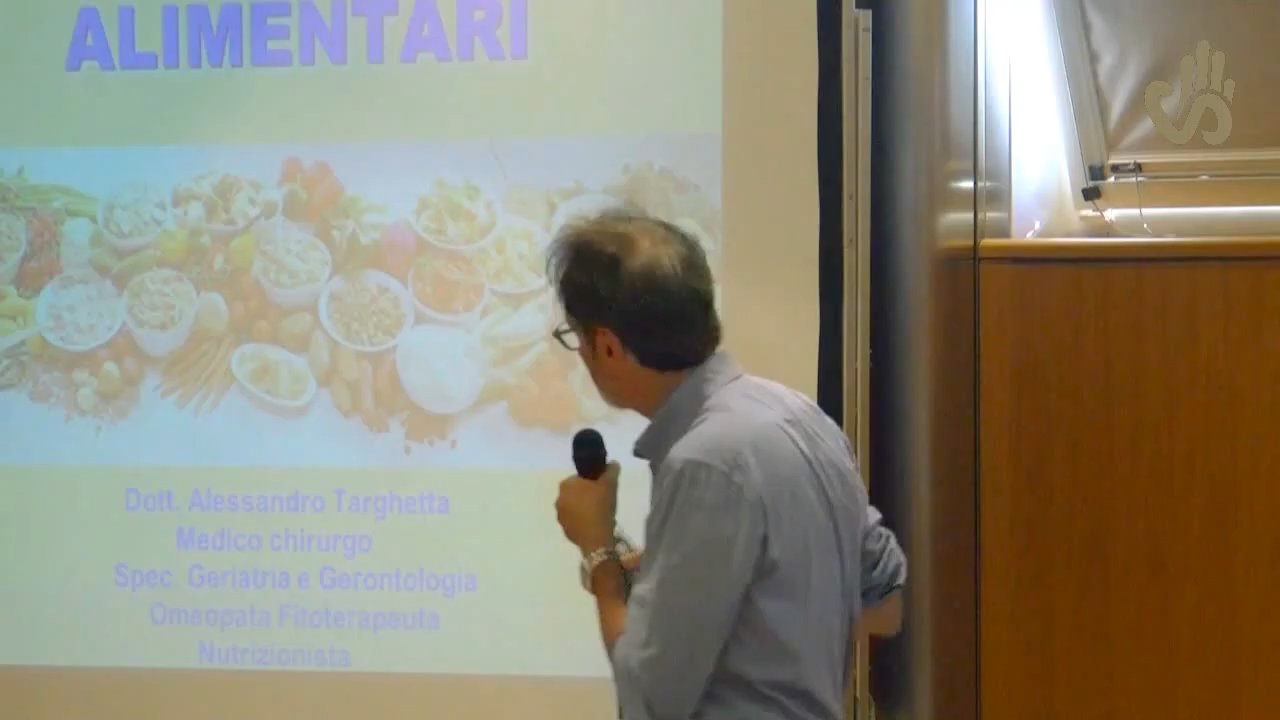 ALIMENTARI
Dott. Alessandro Targhetta
Medico chirurgo
Spec. Geriatria e Gerontologia
Omeopata Fitoterapeuta
Nutrizionista